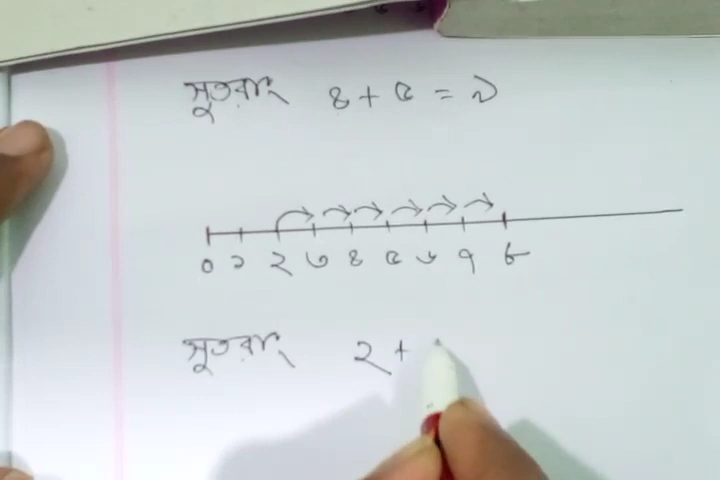 সুতরাং ৪ + ৫ = ৯
০ ১ ২ ৩ ৪ ৫ ৬ ৭ ৮
সুতরাং ২ +